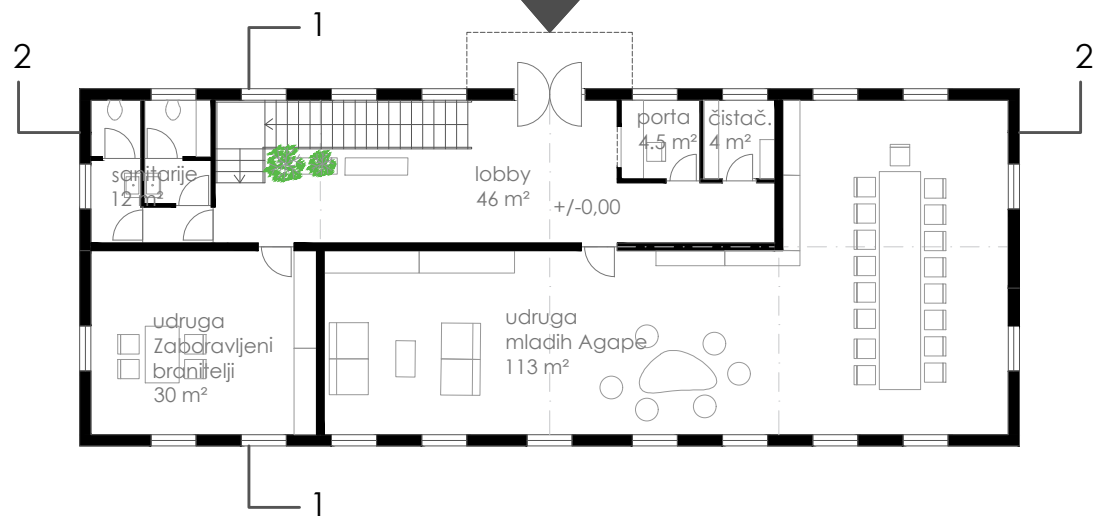 1
2
2
porta
4.5 m²
čistač.
4 m²
sanitarije
12 m²
lobby
46 m²
+/-0,00
udruga
Zaboravljeni
branitelji
30 m²
udruga
mladih Agape
113 m²
1